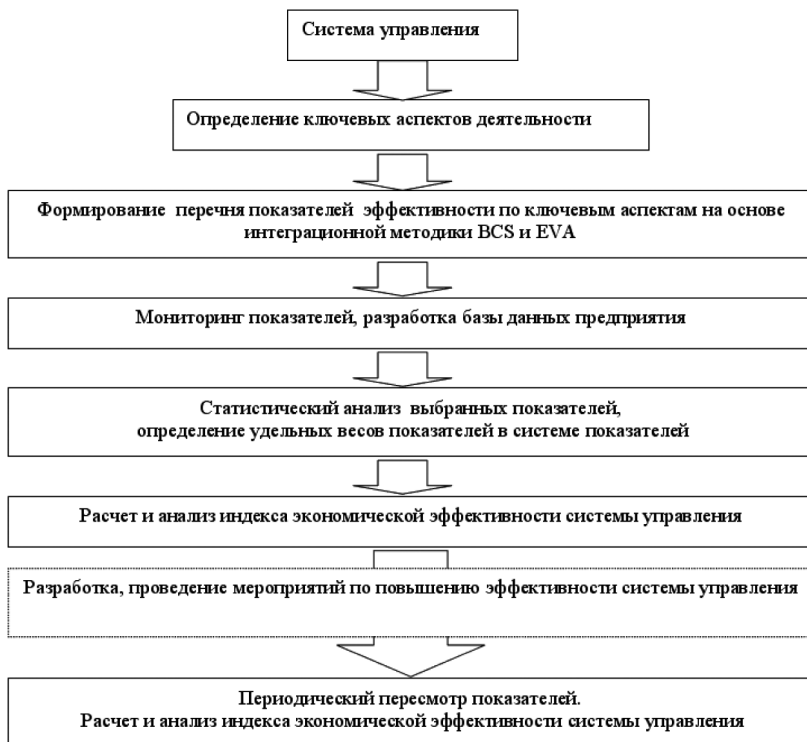 Система управления
Определение ключевых аспектов деятельности
Формирование перечня показателей эффективности по ключевым аспектам на основе
интеграционной методики BCS и EVA
Мониторинг показателей, разработка базы данных предприятия
Статистический анализ выбранных показателей,
определение удельных весов показателей в системе показателей
Расчет и анализ индекса экономической эффективности системы управления
Разработка, проведение мероприятий по повышению эффективности системы управления
Периодический пересмотр показателей.
Расчет и анализ индекса экономической эффективности системы управления